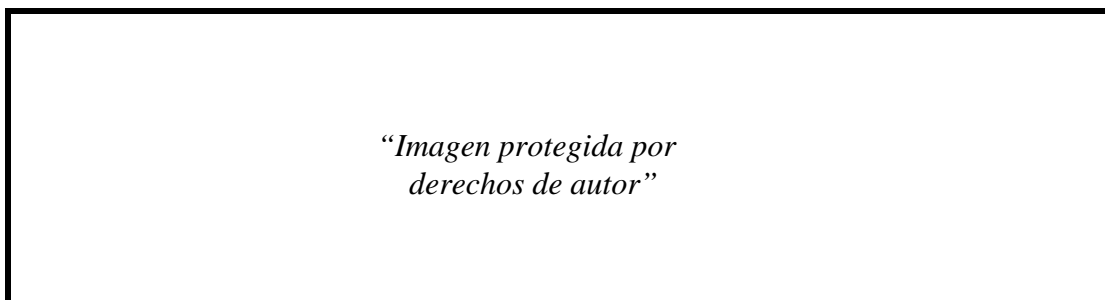 “Imagen protegida por
derechos de autor”